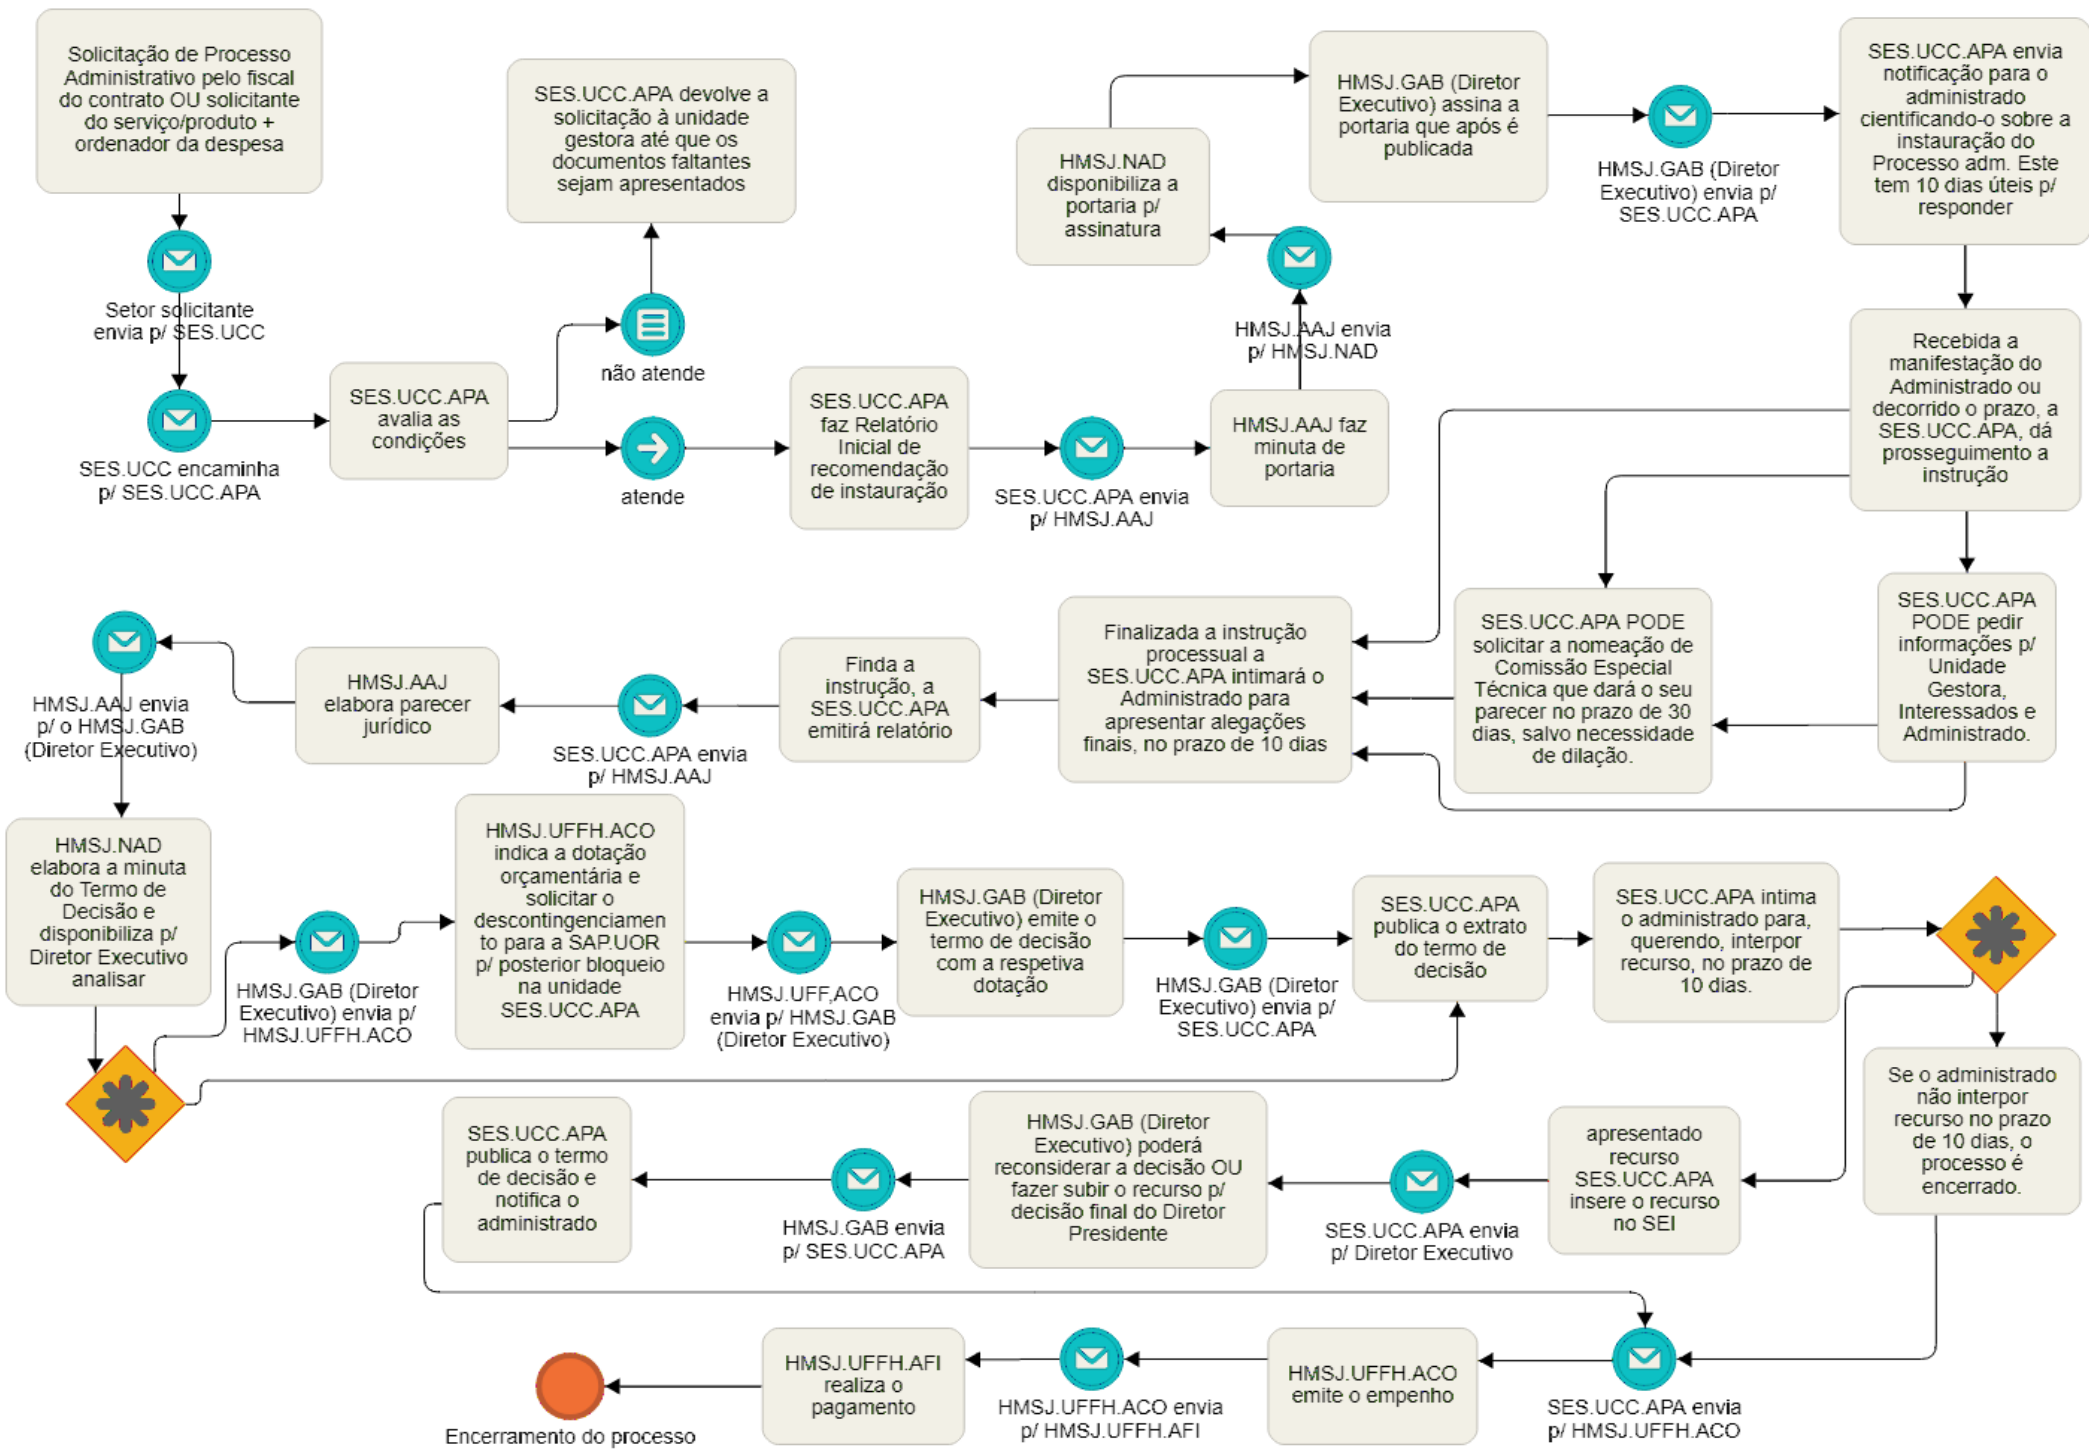 Solicitação de Processo
Administrativo pelo fiscal
do contrato OU solicitante
do serviço/produto +
ordenador da despesa
Setor solicitante
envia p/ SES.UCC
SES.UCC encaminha
p/ SES.UCC.APA
SES.UCC.APA
avalia as
condições
SES.UCC.APA devolve a
solicitação à unidade
gestora até que os
documentos faltantes
sejam apresentados
não atende
atende
SES.UCC.APA
faz Relatório
Inicial de
recomendação
de instauração
SES.UCC.APA envia
p/ HMSJ.AAJ
HMSJ.AAJ faz
minuta de
portaria
HMSJ.AAJ envia
p/ HMSJ.NAD
HMSJ.NAD
disponibiliza a
portaria p/
assinatura
HMSJ.GAB (Diretor
Executivo) assina a
portaria que após é
publicada
HMSJ.GAB (Diretor
Executivo) envia p/
SES.UCC.APA
SES.UCC.APA envia
notificação para o
administrado
cientificando-o sobre a
instauração do
Processo adm. Este
tem 10 dias úteis p/
responder
Recebida a
manifestação do
Administrado ou
decorrido o prazo, a
SES.UCC.APA, dá
prosseguimento a
instrução
SES.UCC.APA
PODE pedir
informações p/
Unidade
Gestora,
Interessados e
Administrado.
SES.UCC.APA PODE
solicitar a nomeação de
Comissão Especial
Técnica que dará o seu
parecer no prazo de 30
dias, salvo necessidade
de dilação.
Finalizada a instrução
processual a
SES.UCC.APA intimará o
Administrado para
apresentar alegações
finais, no prazo de 10 dias
Finda a
instrução, a
SES.UCC.APA
emitirá relatório
SES.UCC.APA envia
p/ HMSJ.AAJ
HMSJ.AAJ
elabora parecer
jurídico
HMSJ.AAJ envia
p/ o HMSJ.GAB
(Diretor Executivo)
HMSJ.NAD
elabora a minuta
do Termo de
Decisão e
disponibiliza p/
Diretor Executivo
analisar
HMSJ.GAB (Diretor
Executivo) envia p/
HMSJ.UFFH.ACO
HMSJ.UFFH.ACO
indica a dotação
orçamentária e
solicitar o
descontingenciamen
to para a SAP.UOR
p/ posterior bloqueio
na unidade
SES.UCC.APA
HMSJ.UFF,ACO
envia p/ HMSJ.GAB
(Diretor Executivo)
HMSJ.GAB (Diretor
Executivo) emite o
termo de decisão
com a respetiva
dotação
HMSJ.GAB (Diretor
Executivo) envia p/
SES.UCC.APA
SES.UCC.APA
publica o extrato
do termo de
decisão
SES.UCC.APA intima
o administrado para,
querendo, interpor
recurso, no prazo de
10 dias.
Se o administrado
não interpor
recurso no prazo
de 10 dias, o
processo é
encerrado.
apresentado
recurso
SES.UCC.APA
insere o recurso
no SEI
SES.UCC.APA envia
p/ Diretor Executivo
HMSJ.GAB (Diretor
Executivo) poderá
reconsiderar a decisão OU
fazer subir o recurso p/
decisão final do Diretor
Presidente
HMSJ.GAB envia
p/ SES.UCC.APA
SES.UCC.APA
publica o termo
de decisão e
notifica o
administrado
SES.UCC.APA envia
p/ HMSJ.UFFH.ACO
HMSJ.UFFH.ACO
emite o empenho
HMSJ.UFFH.ACO envia
p/ HMSJ.UFFH.AFI
HMSJ.UFFH.AFI
realiza o
pagamento
Encerramento do processo